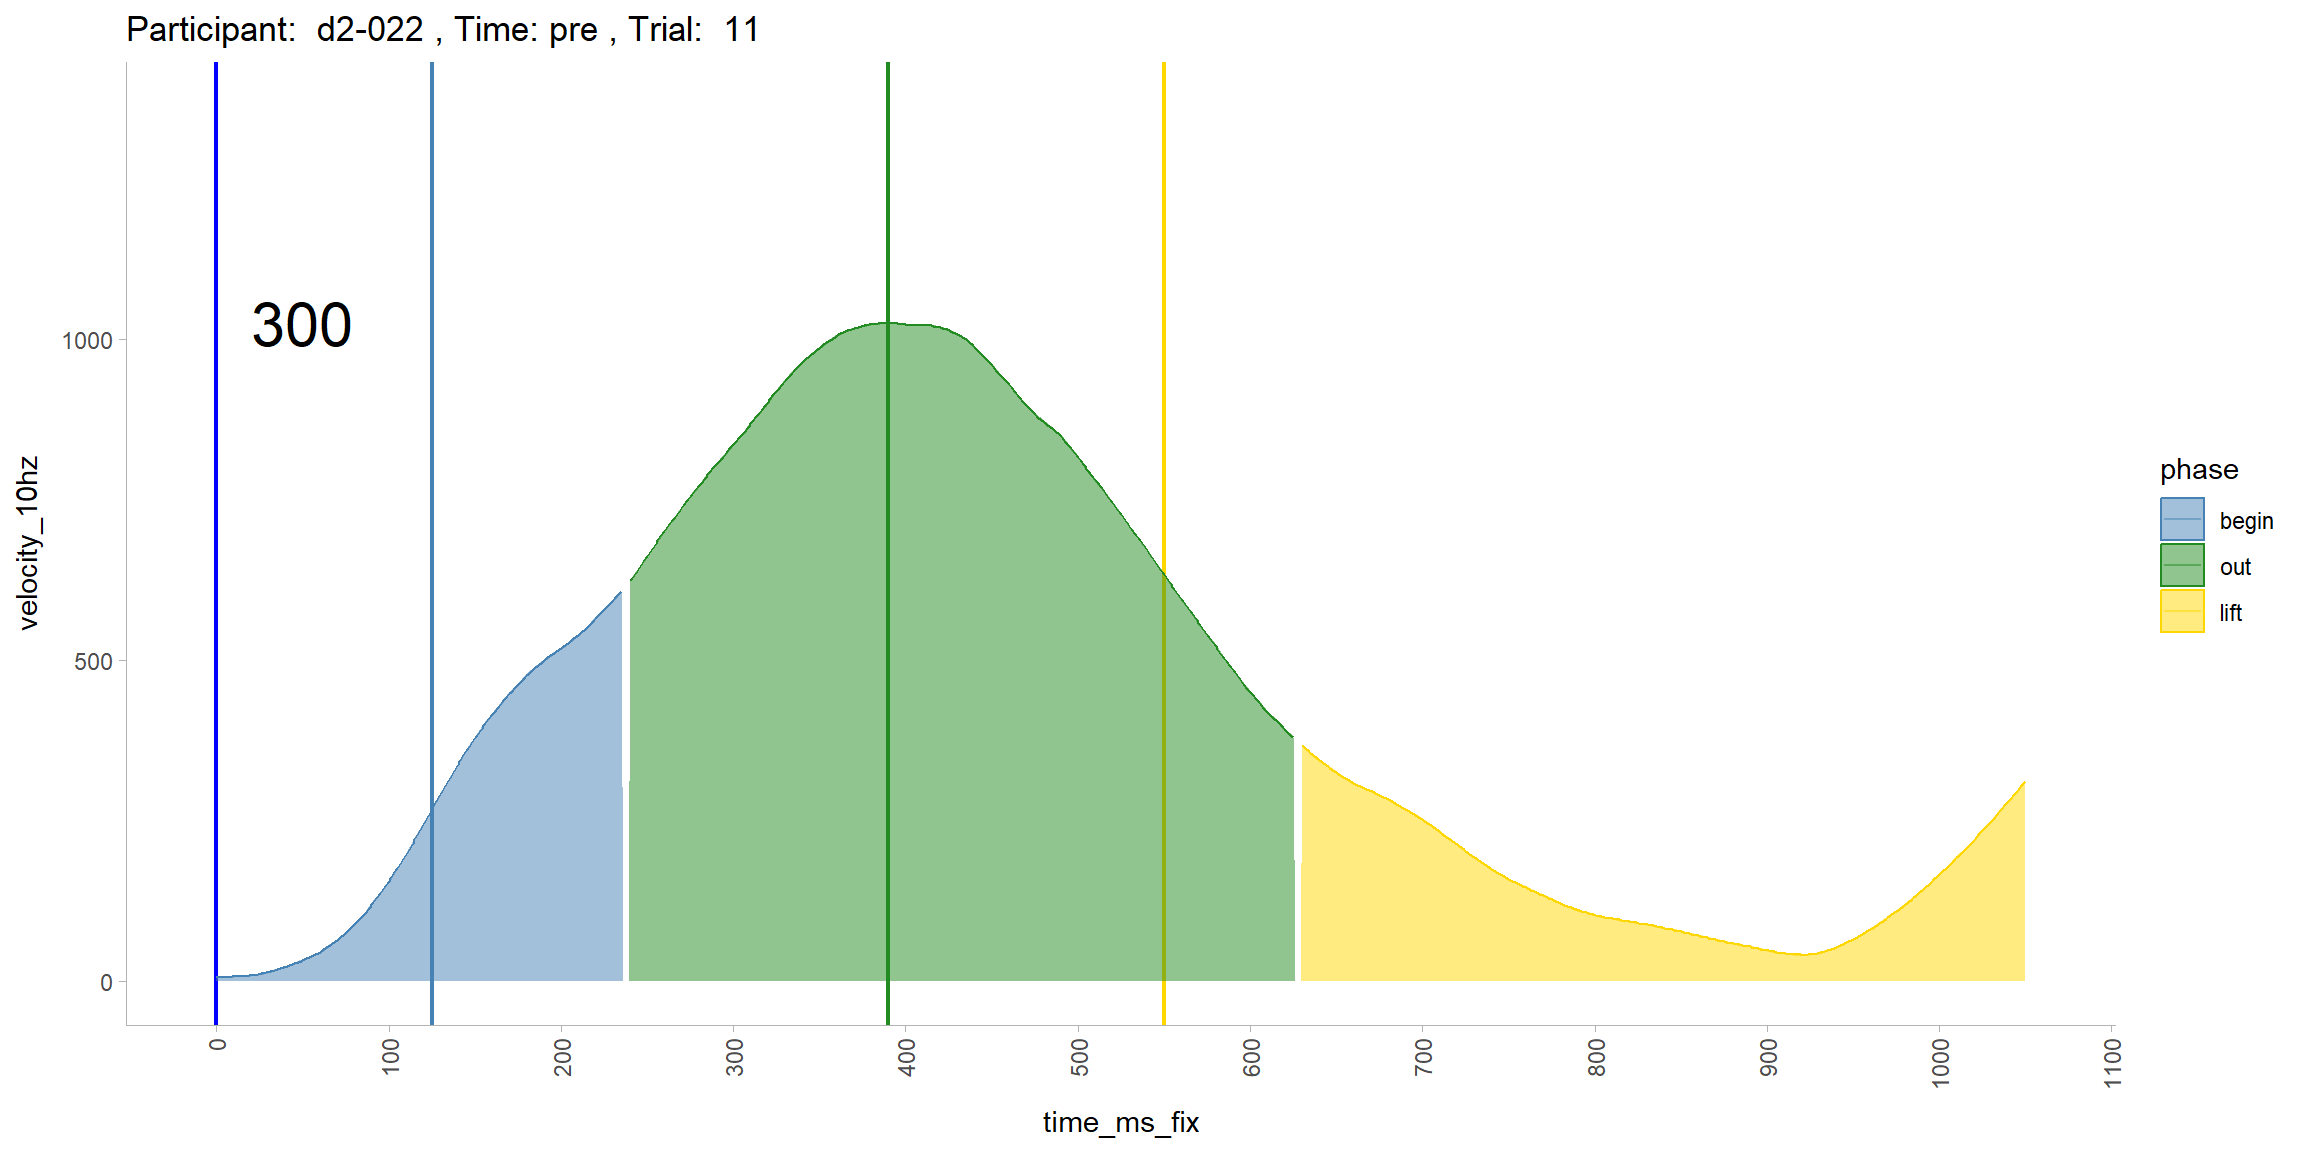 Participant:  d2-022 , Time: pre , Trial:  11
300
1000
500
0
velocity_10hz
0 100 200 300 400 500 600 700 800 900 1000 1100
time_ms_fix
phase
begin
out
lift